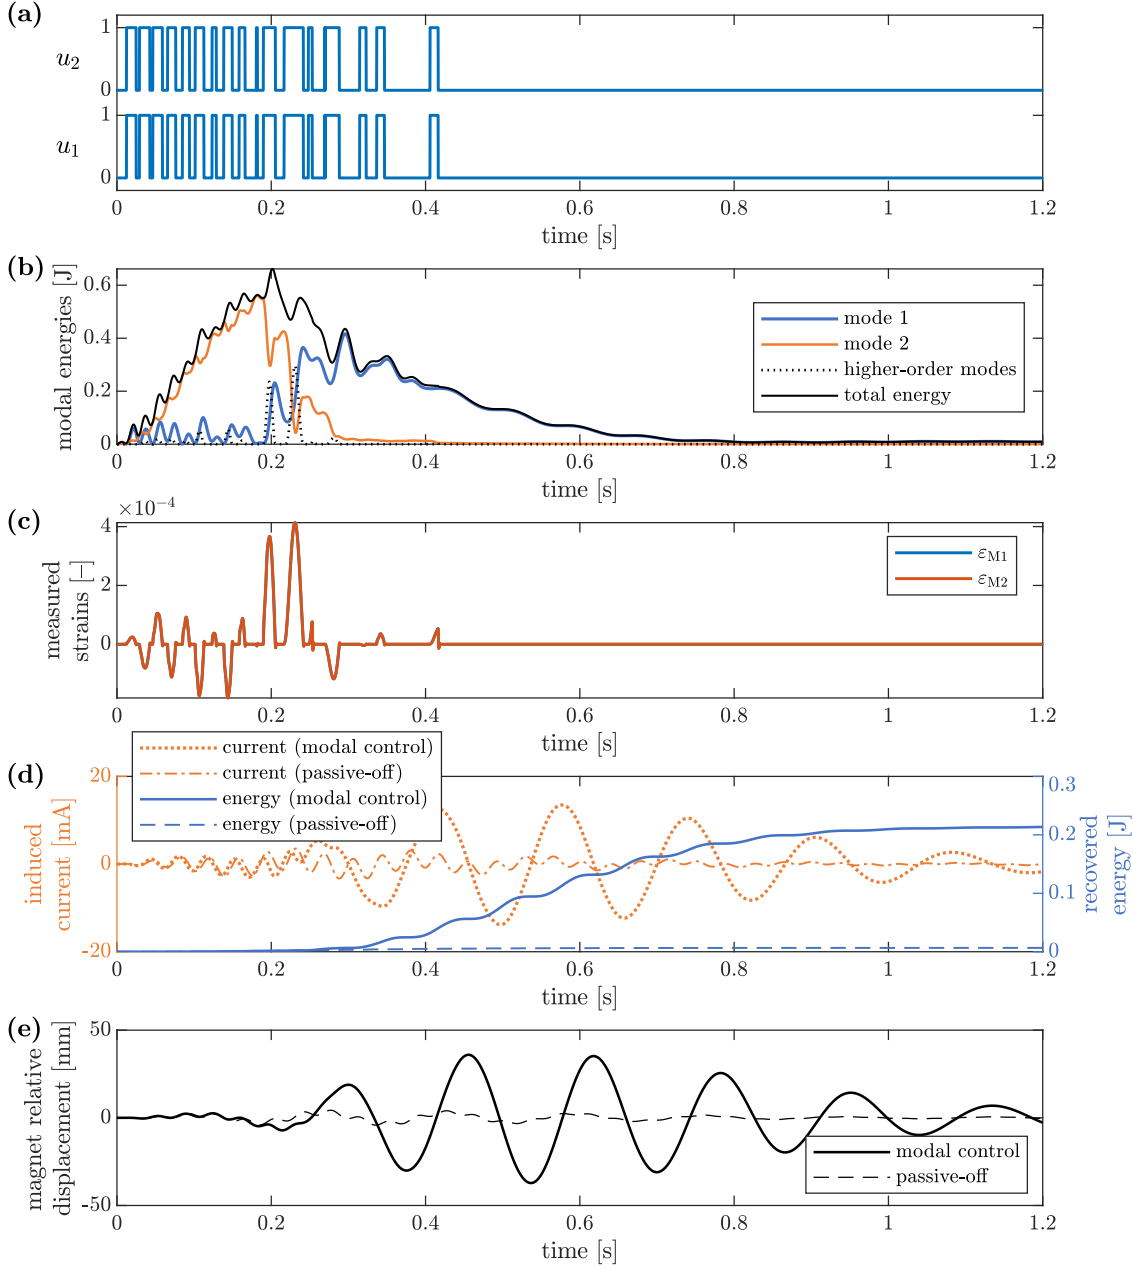 (a)
1
u₂
0
1
u₁
0
0 0.2 0.4 0.6 0.8 1 1.2
time [s]
(b)
modal energies [J]
0.6
0.4
0.2
0
mode 1
mode 2
higher-order modes
total energy
0 0.2 0.4 0.6 0.8 1 1.2
time [s]
(c)
×10⁻⁴
measured
strains [−]
4
2
0
ε_M1
ε_M2
0 0.2 0.4 0.6 0.8 1 1.2
time [s]
(d)
current (modal control)
current (passive-off)
energy (modal control)
energy (passive-off)
induced
current [mA]
20
0
-20
0.3
0.2
0.1
0
recovered
energy [J]
0 0.2 0.4 0.6 0.8 1 1.2
time [s]
(e)
magnet relative
displacement [mm]
50
0
-50
modal control
passive-off
0 0.2 0.4 0.6 0.8 1 1.2
time [s]